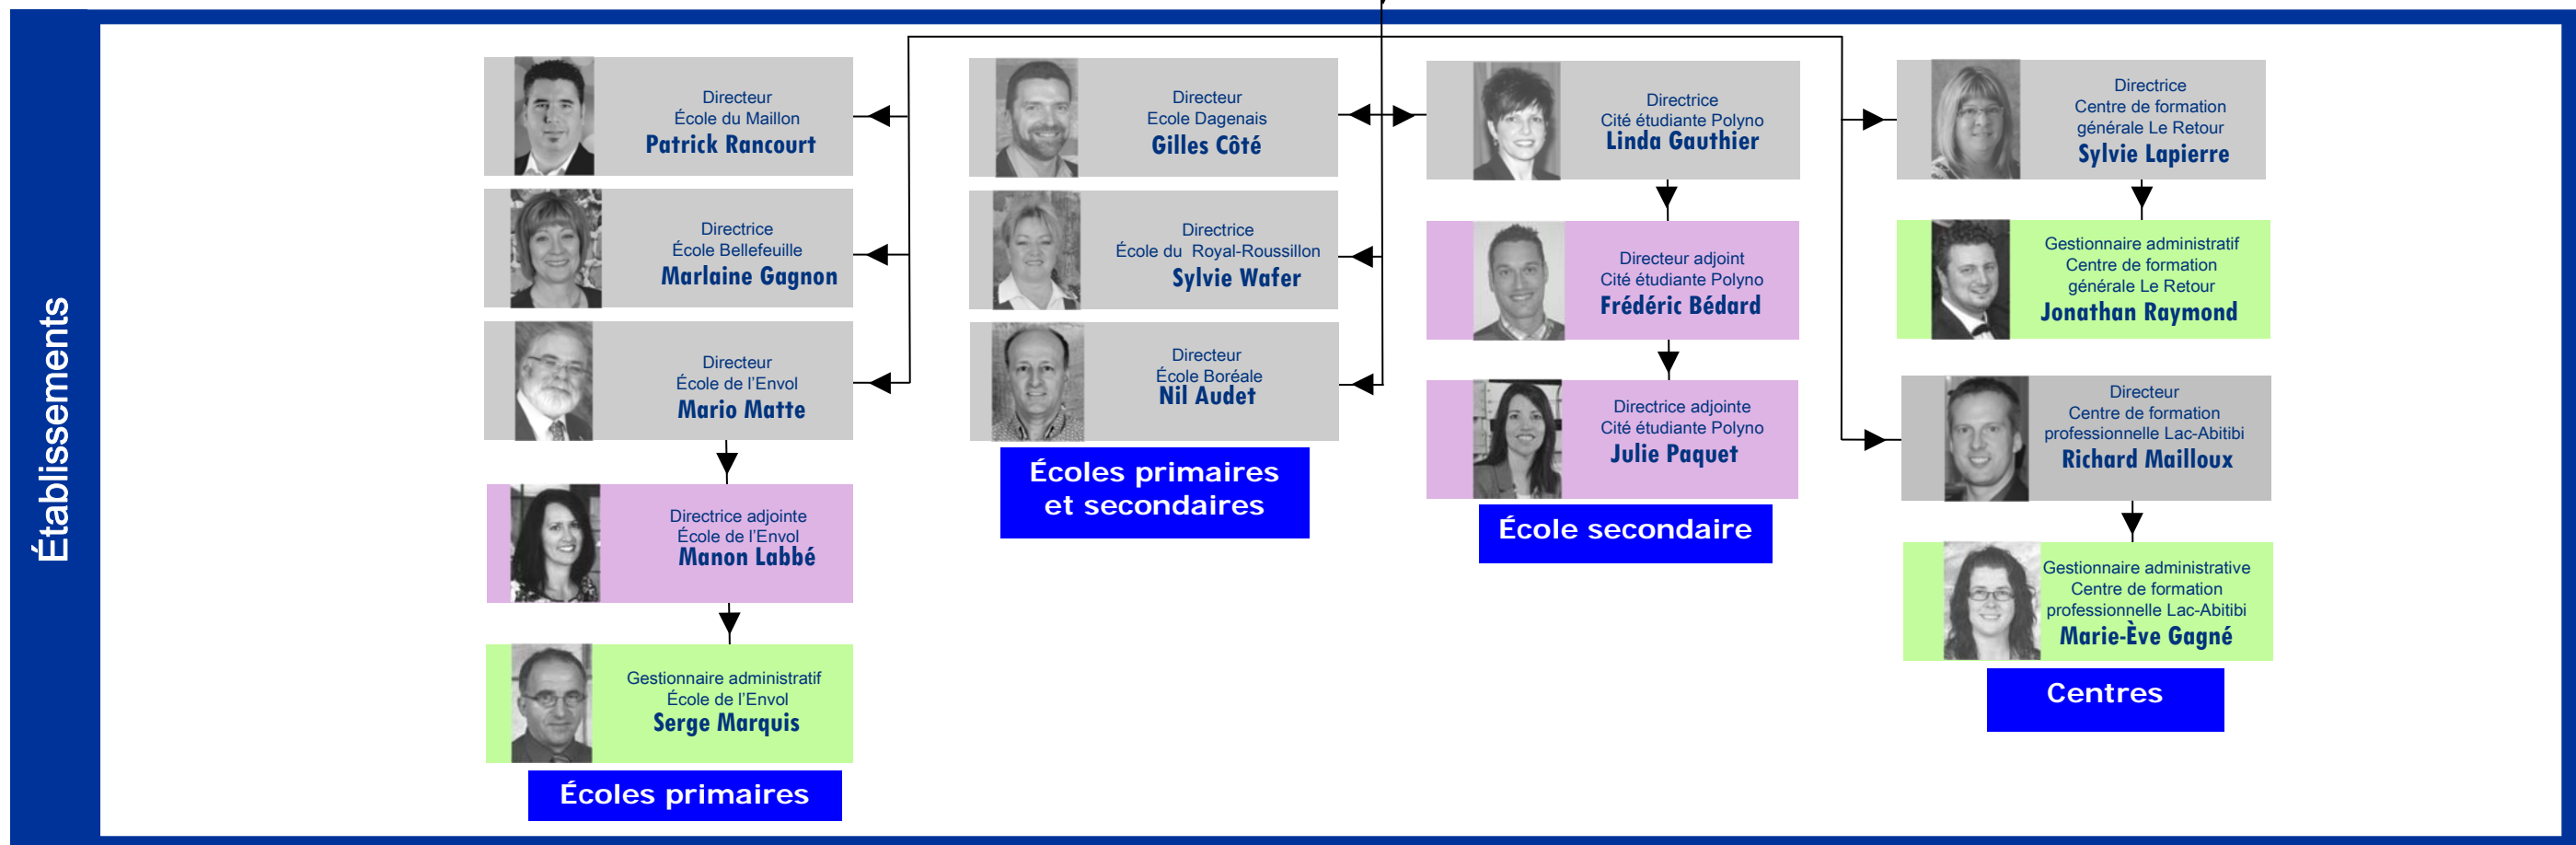 Établissements
Directeur
École du Maillon
Patrick Rancourt
Directrice
École Bellefeuille
Marlaine Gagnon
Directeur
École de l'Envol
Mario Matte
Directrice adjointe
École de l'Envol
Manon Labbé
Gestionnaire administratif
École de l'Envol
Serge Marquis
Écoles primaires
Directeur
Ecole Dagenais
Gilles Côté
Directrice
École du Royal-Roussillon
Sylvie Wafer
Directeur
École Boréale
Nil Audet
Écoles primaires
et secondaires
Directrice
Cité étudiante Polyno
Linda Gauthier
Directeur adjoint
Cité étudiante Polyno
Frédéric Bédard
Directrice adjointe
Cité étudiante Polyno
Julie Paquet
École secondaire
Directrice
Centre de formation
générale Le Retour
Sylvie Lapierre
Gestionnaire administratif
Centre de formation
générale Le Retour
Jonathan Raymond
Directeur
Centre de formation
professionnelle Lac-Abitibi
Richard Mailloux
Gestionnaire administrative
Centre de formation
professionnelle Lac-Abitibi
Marie-Ève Gagné
Centres